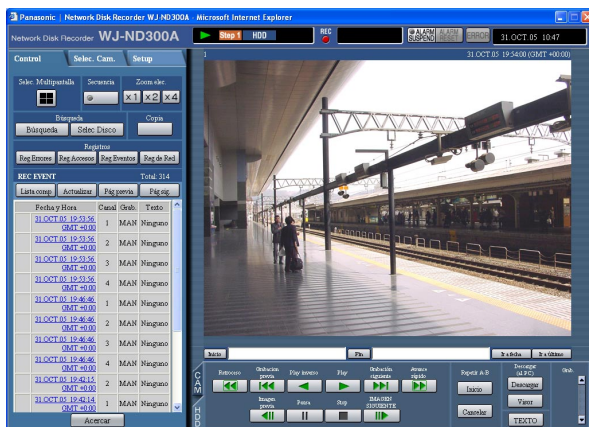 Panasonic | Network Disk Recorder WJ-ND300A - Microsoft Internet Explorer
Network Disk Recorder WJ-ND300A
Step 1 HDD
REC
ALARM SUSPEND
ALARM RESET
ERROR
31.OCT.05 10:47
Control Selec. Cam. Setup
1
31.OCT.05 19:54:00 (GMT +00:00)
Selec. Multipantalla Secuencia Zoom elec.
x1 x2 x4
Búsqueda Copia
Búsqueda Selec Disco
Registros
Reg Errores Reg Accesos Reg Eventos Reg de Red
REC EVENT Total: 314
Lista comp Actualizar Pág previa Pág sig.
Fecha y Hora Canal Grab. Texto
31.OCT.05 19:53:56 GMT +0:00 1 MAN Ninguno
31.OCT.05 19:53:56 GMT +0:00 2 MAN Ninguno
31.OCT.05 19:53:56 GMT +0:00 3 MAN Ninguno
31.OCT.05 19:53:56 GMT +0:00 4 MAN Ninguno
31.OCT.05 19:46:46 GMT +0:00 1 MAN Ninguno
31.OCT.05 19:46:46 GMT +0:00 2 MAN Ninguno
31.OCT.05 19:46:46 GMT +0:00 3 MAN Ninguno
31.OCT.05 19:46:46 GMT +0:00 4 MAN Ninguno
31.OCT.05 19:42:15 GMT +0:00 2 MAN Ninguno
31.OCT.05 19:42:14 GMT +0:00 1 MAN Ninguno
Acercar
Inicio Fin Ir a fecha Ir a último
CAM
HDD
Retroceso
Grabacion previa
Play inverso
Play
Grabación siguiente
Avance rápido
Imagen previa
Pausa
Stop
IMAGEN SIGUIENTE
Repetir A-B
Inicio
Cancelar
Descargar (al PC)
Descargar
Visor
TEXTO
Grab.